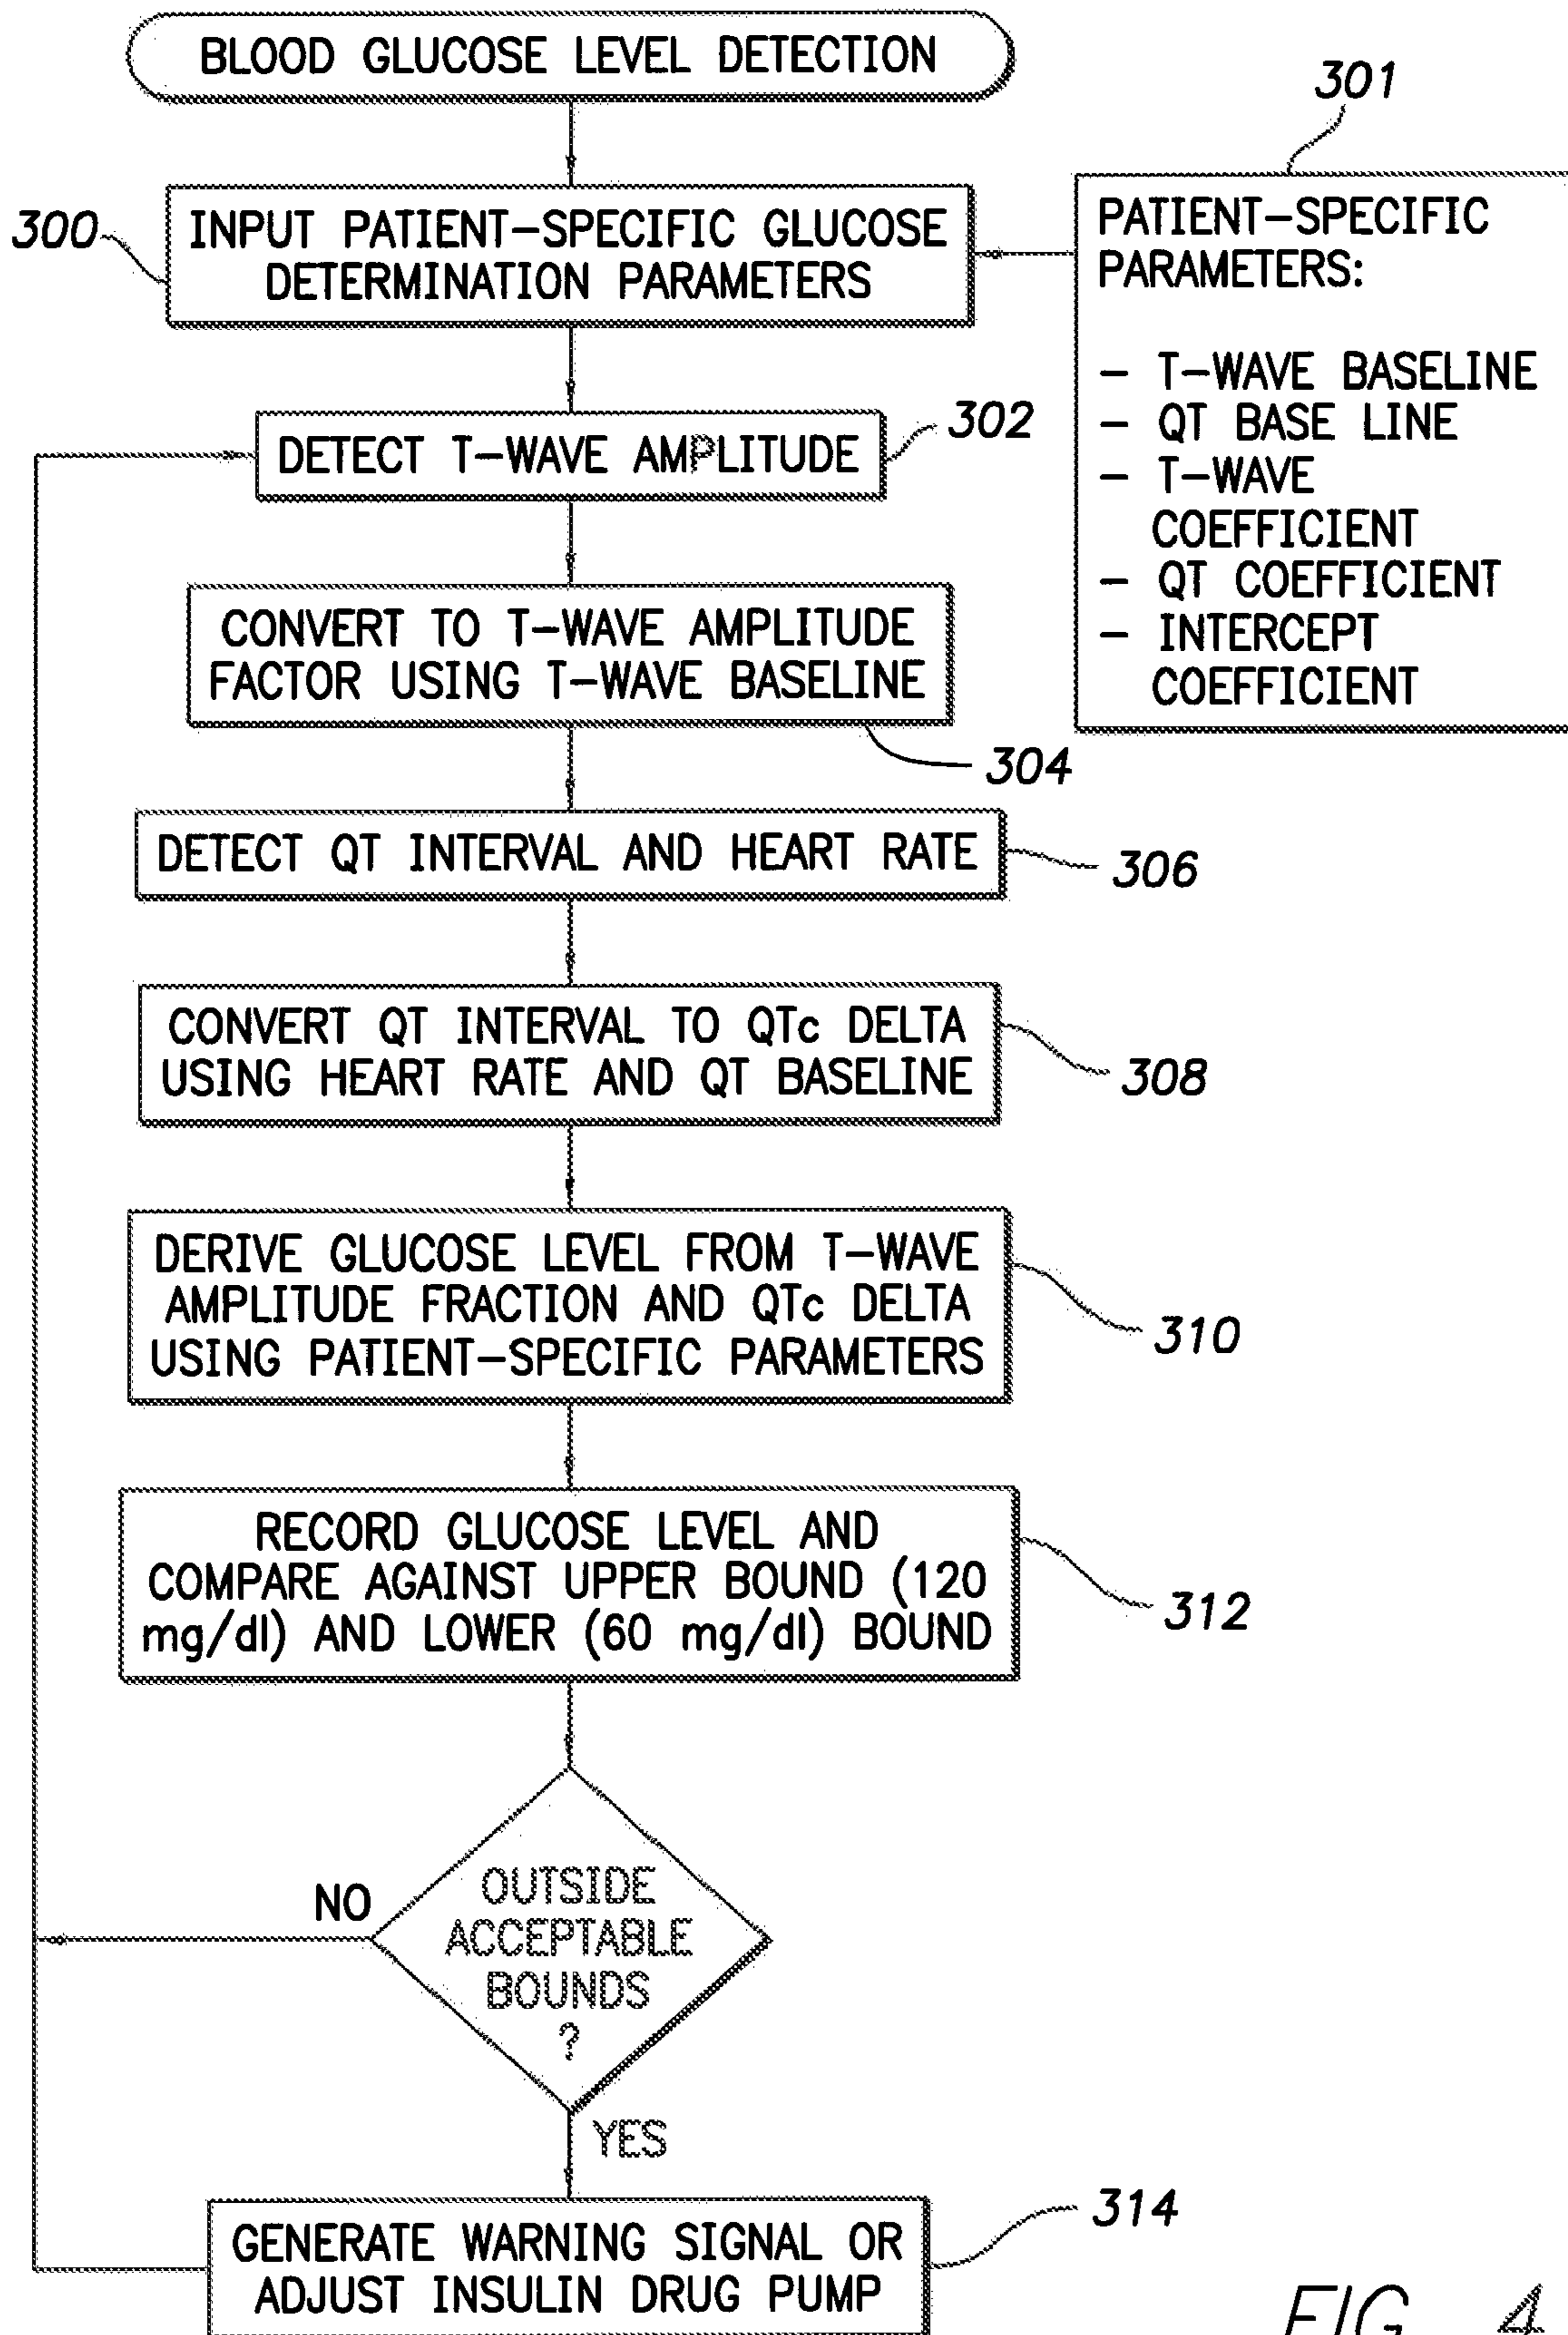 BLOOD GLUCOSE LEVEL DETECTION
301
300
INPUT PATIENT-SPECIFIC GLUCOSE
DETERMINATION PARAMETERS
PATIENT-SPECIFIC
PARAMETERS:
- T-WAVE BASELINE
- QT BASE LINE
- T-WAVE
COEFFICIENT
- QT COEFFICIENT
- INTERCEPT
COEFFICIENT
DETECT T-WAVE AMPLITUDE
302
CONVERT TO T-WAVE AMPLITUDE
FACTOR USING T-WAVE BASELINE
304
DETECT QT INTERVAL AND HEART RATE
306
CONVERT QT INTERVAL TO QTc DELTA
USING HEART RATE AND QT BASELINE
308
DERIVE GLUCOSE LEVEL FROM T-WAVE
AMPLITUDE FRACTION AND QTc DELTA
USING PATIENT-SPECIFIC PARAMETERS
310
RECORD GLUCOSE LEVEL AND
COMPARE AGAINST UPPER BOUND (120
mg/dl) AND LOWER (60 mg/dl) BOUND
312
NO
OUTSIDE
ACCEPTABLE
BOUNDS
?
YES
GENERATE WARNING SIGNAL OR
ADJUST INSULIN DRUG PUMP
314
FIG. 4